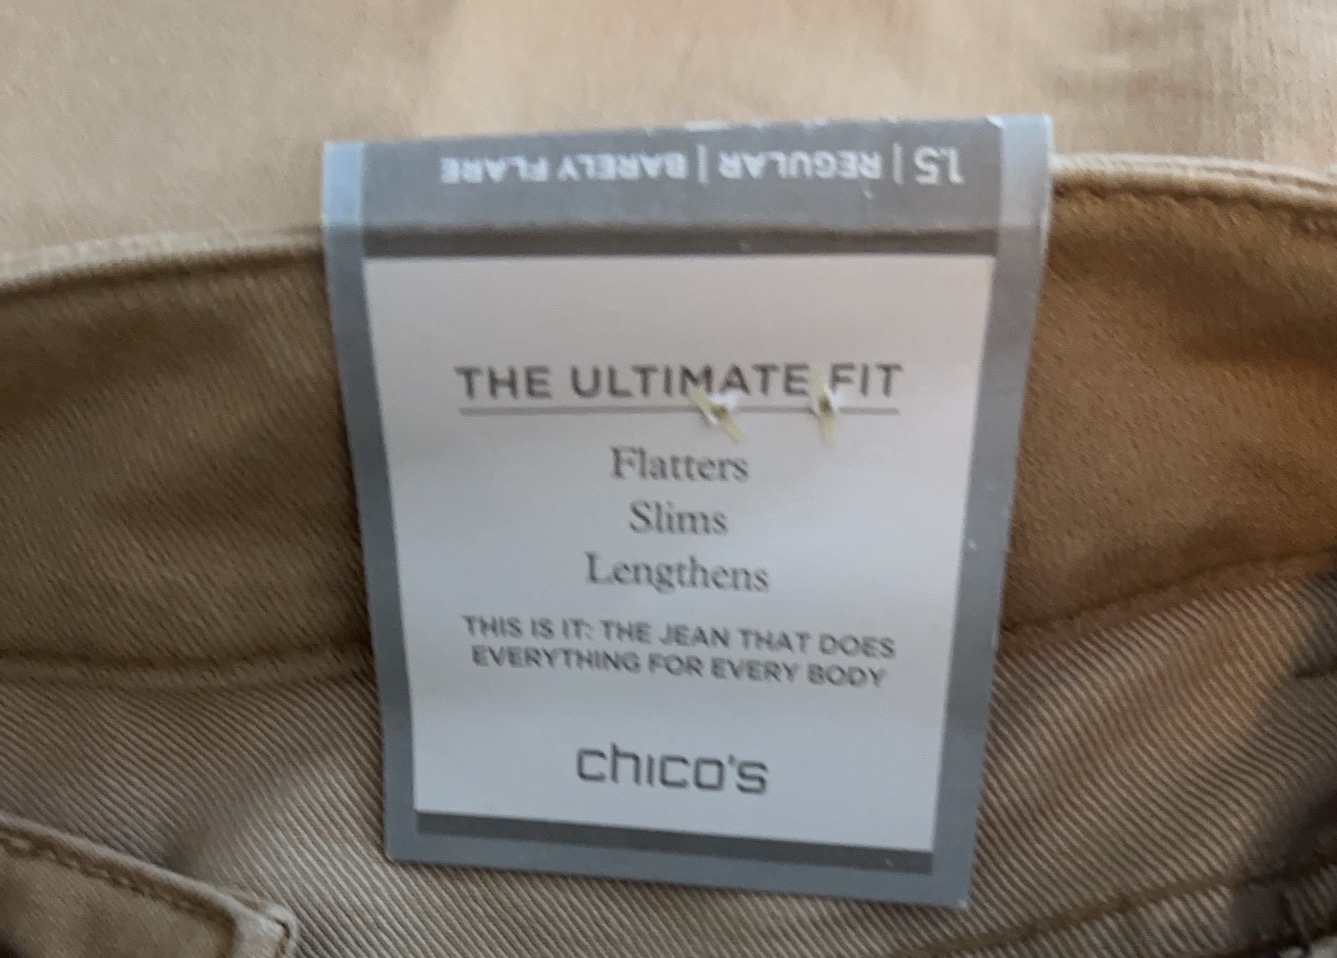 1.5 | REGULAR | BARELY FLARE
THE ULTIMATE FIT
Flatters
Slims
Lengthens
THIS IS IT: THE JEAN THAT DOES
EVERYTHING FOR EVERY BODY
chico's